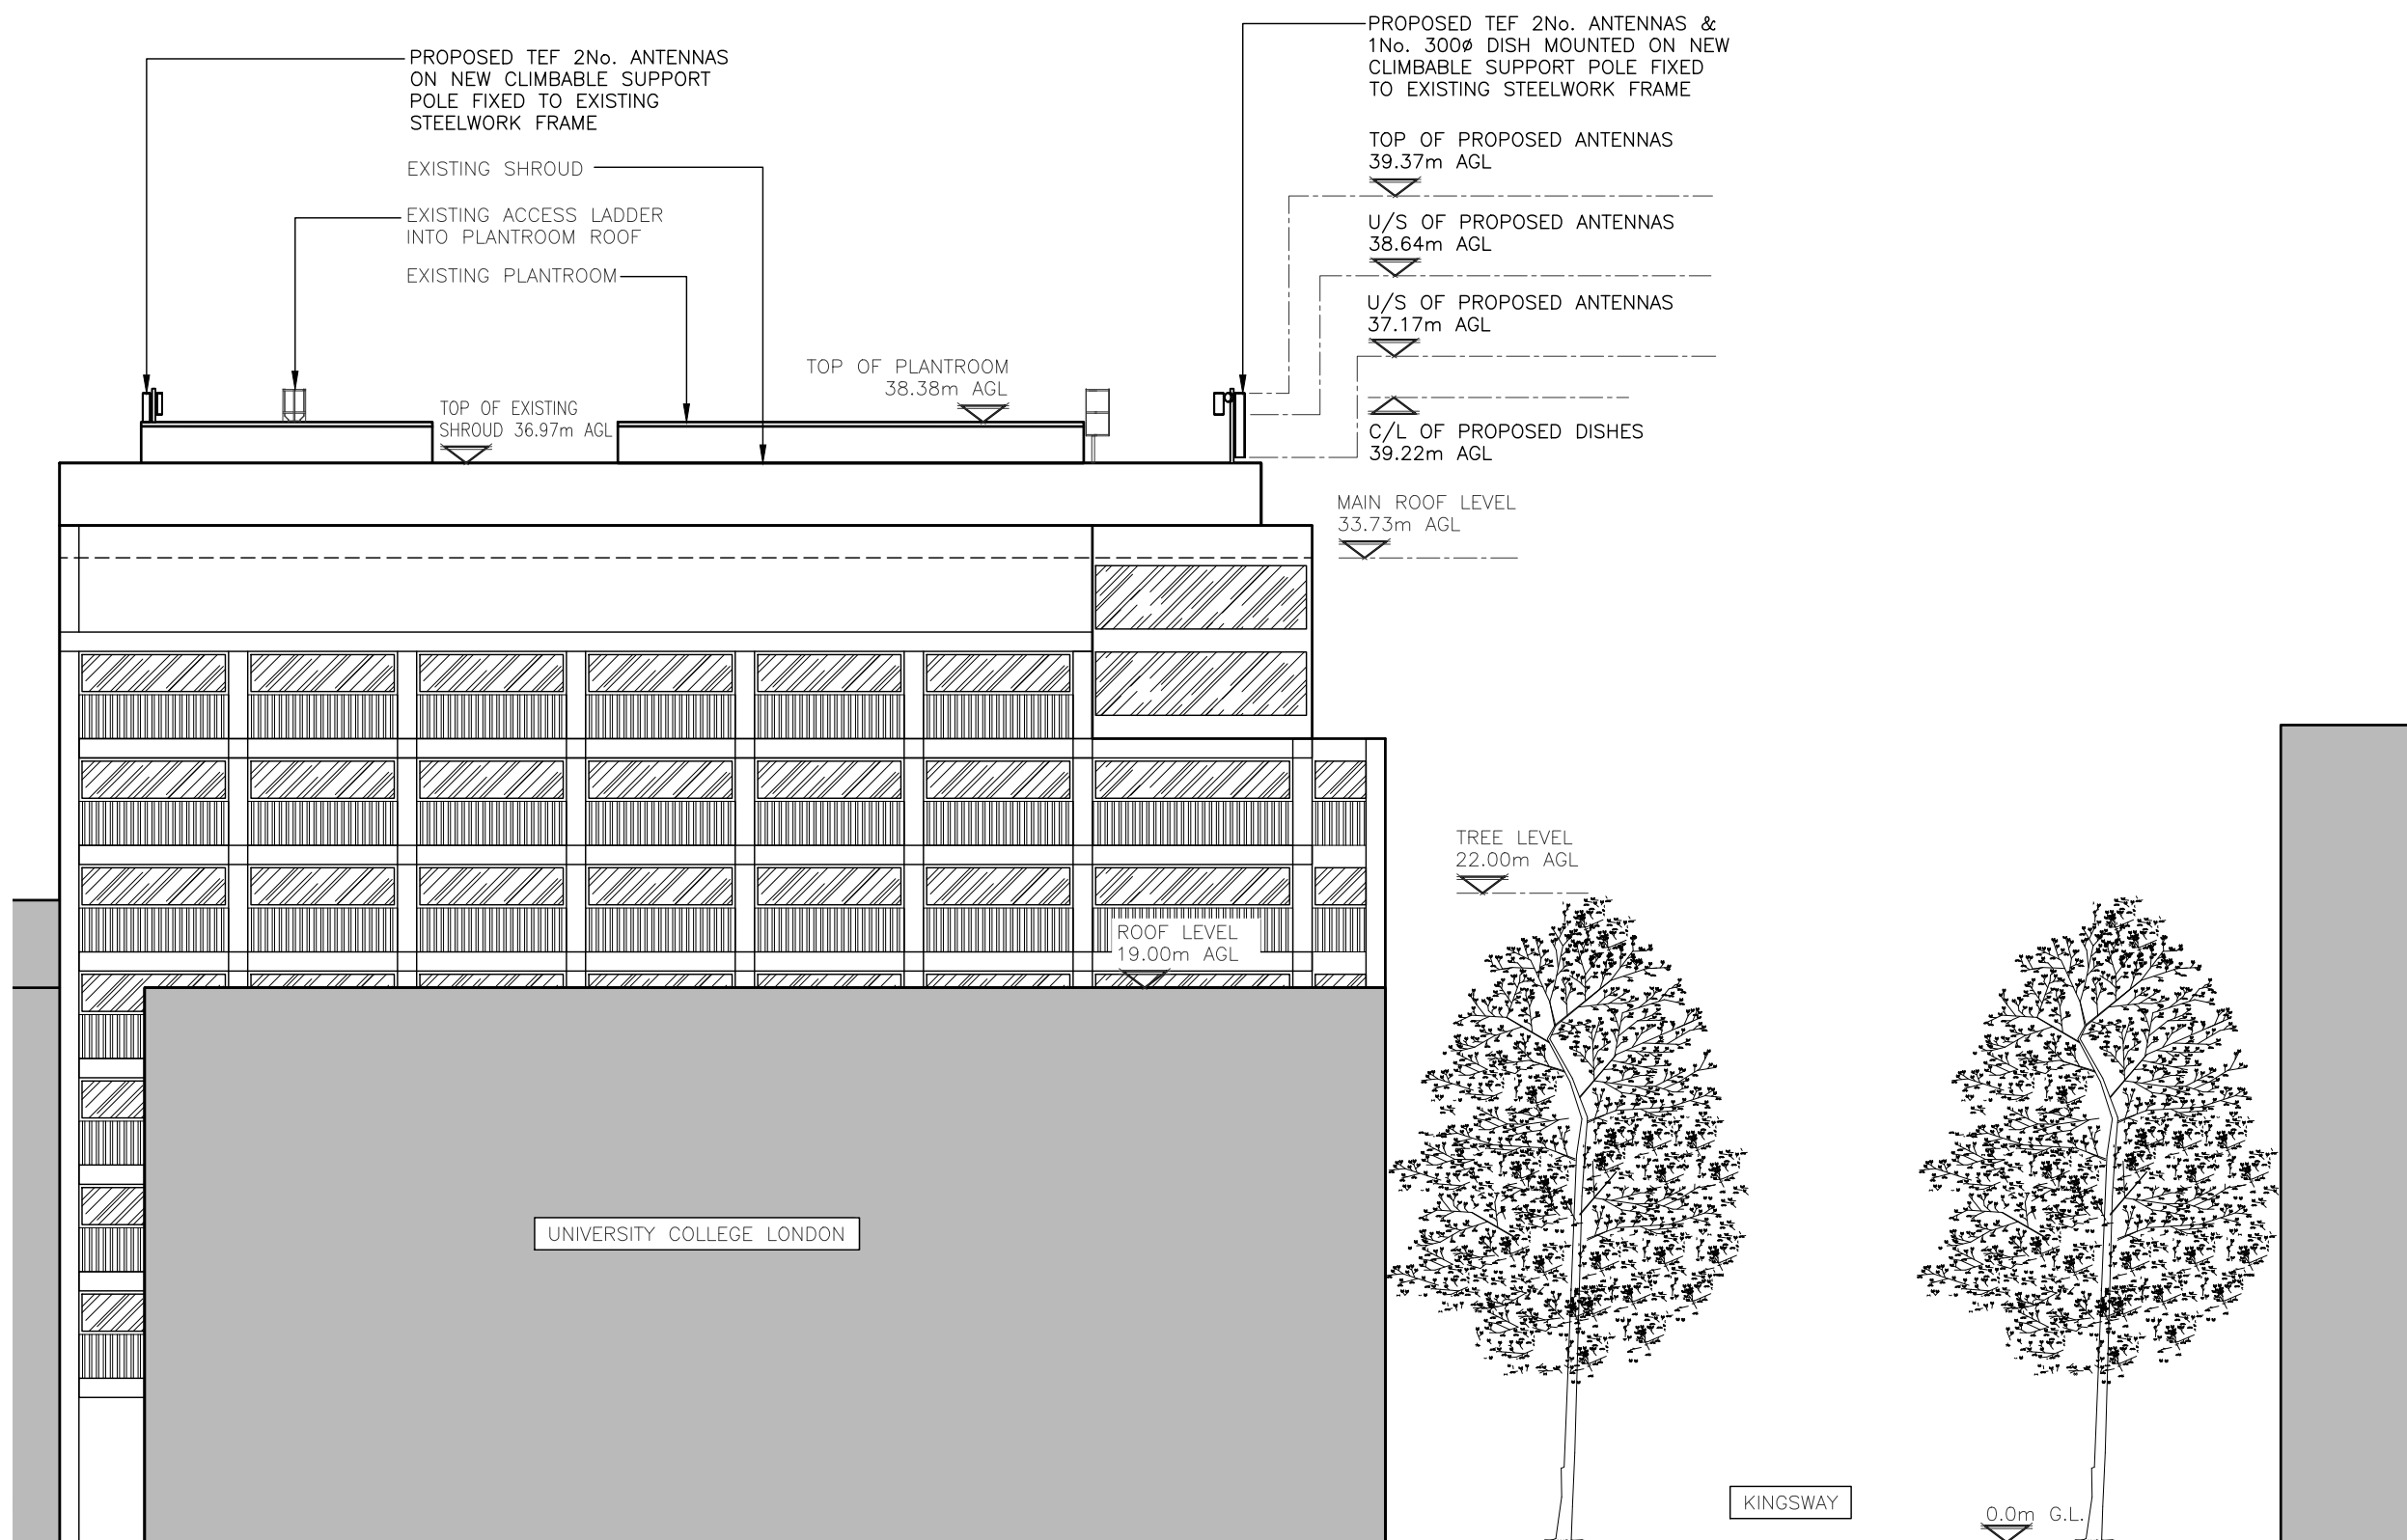 PROPOSED TEF 2No. ANTENNAS
ON NEW CLIMBABLE SUPPORT
POLE FIXED TO EXISTING
STEELWORK FRAME
EXISTING SHROUD
EXISTING ACCESS LADDER
INTO PLANTROOM ROOF
EXISTING PLANTROOM
TOP OF EXISTING
SHROUD 36.97m AGL
TOP OF PLANTROOM
38.38m AGL
PROPOSED TEF 2No. ANTENNAS &
1No. 300ø DISH MOUNTED ON NEW
CLIMBABLE SUPPORT POLE FIXED
TO EXISTING STEELWORK FRAME
TOP OF PROPOSED ANTENNAS
39.37m AGL
U/S OF PROPOSED ANTENNAS
38.64m AGL
U/S OF PROPOSED ANTENNAS
37.17m AGL
C/L OF PROPOSED DISHES
39.22m AGL
MAIN ROOF LEVEL
33.73m AGL
TREE LEVEL
22.00m AGL
ROOF LEVEL
19.00m AGL
UNIVERSITY COLLEGE LONDON
KINGSWAY
0.0m G.L.